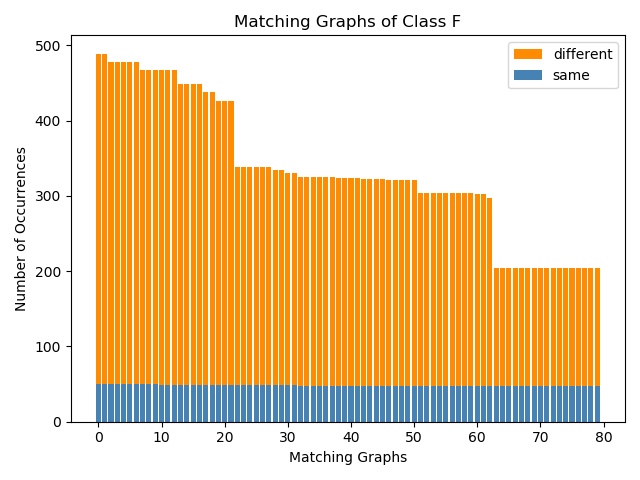 Matching Graphs of Class F
different
same
Number of Occurrences
500
400
300
200
100
0
0 10 20 30 40 50 60 70 80
Matching Graphs